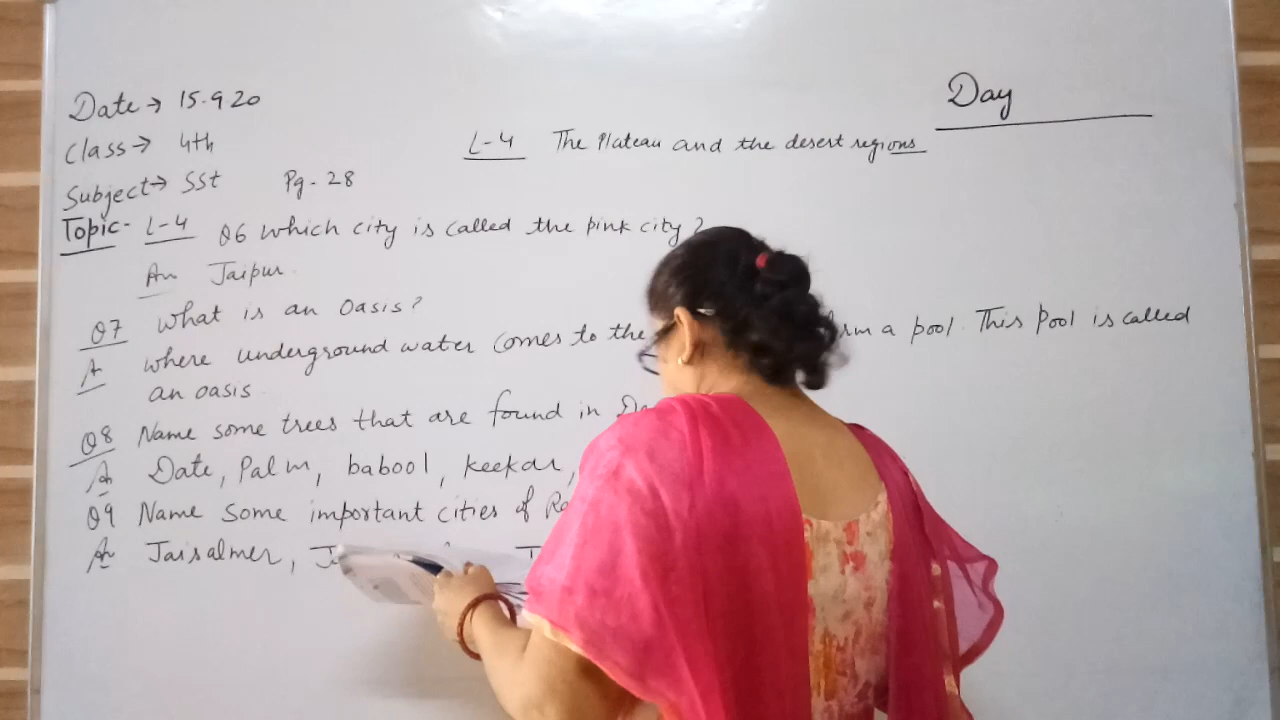 Day
Date → 15.9.20
Class → 4th
L-4 The Plateau and the desert regions
Subject → SSt Pg - 28
Topic - L-4 Q6 Which city is called the pink city?
An Jaipur
Q7 What is an Oasis?
A where underground water comes to the a pool. This pool is called
an oasis
Q8 Name some trees that are found in
An Date, Palm, babool, keekar,
Q9 Name some important cities of
An Jaisalmer,